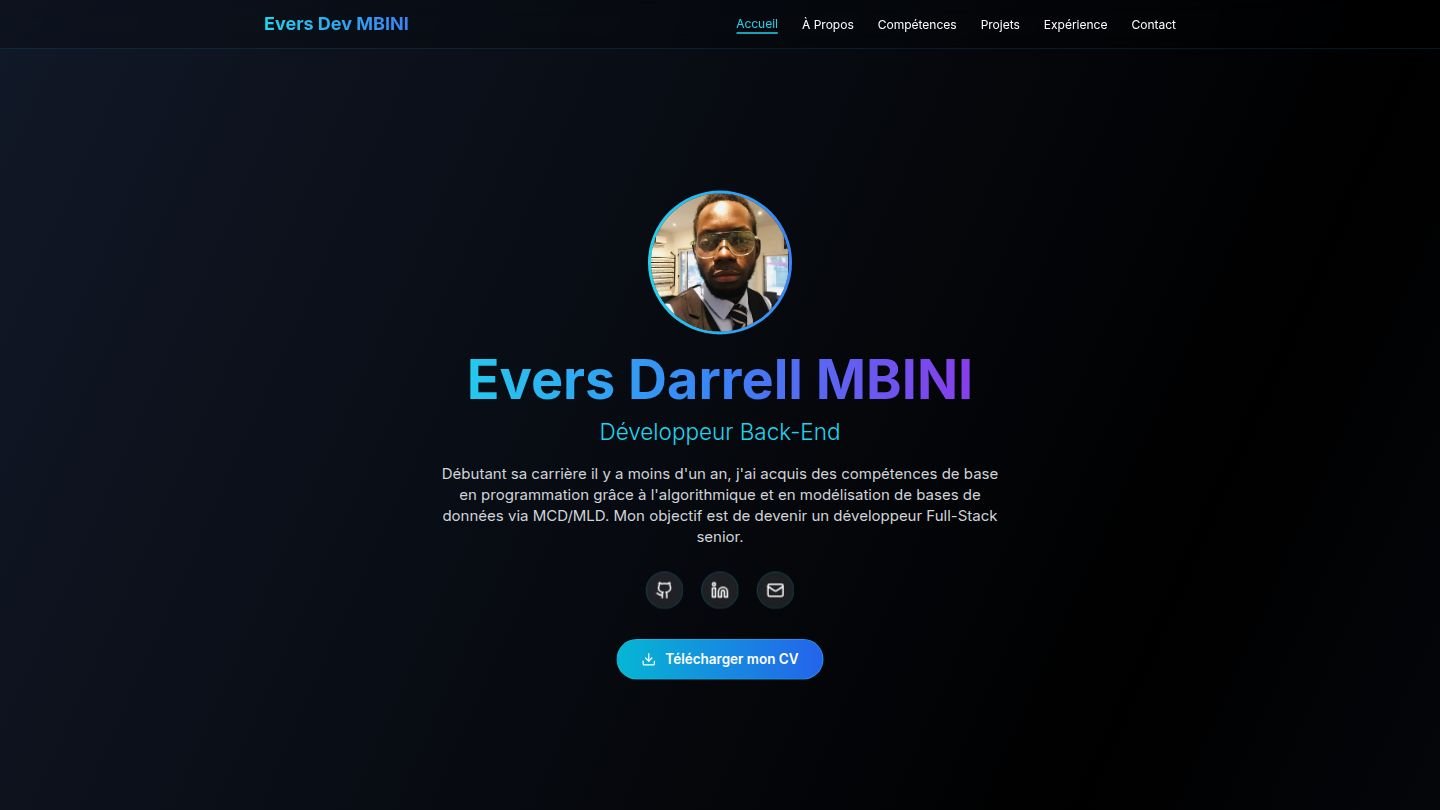 Evers Dev MBINI
Accueil
À Propos
Compétences
Projets
Expérience
Contact
Evers Darrell MBINI
Développeur Back-End
Débutant sa carrière il y a moins d'un an, j'ai acquis des compétences de base
en programmation grâce à l'algorithmique et en modélisation de bases de
données via MCD/MLD. Mon objectif est de devenir un développeur Full-Stack
senior.
Télécharger mon CV